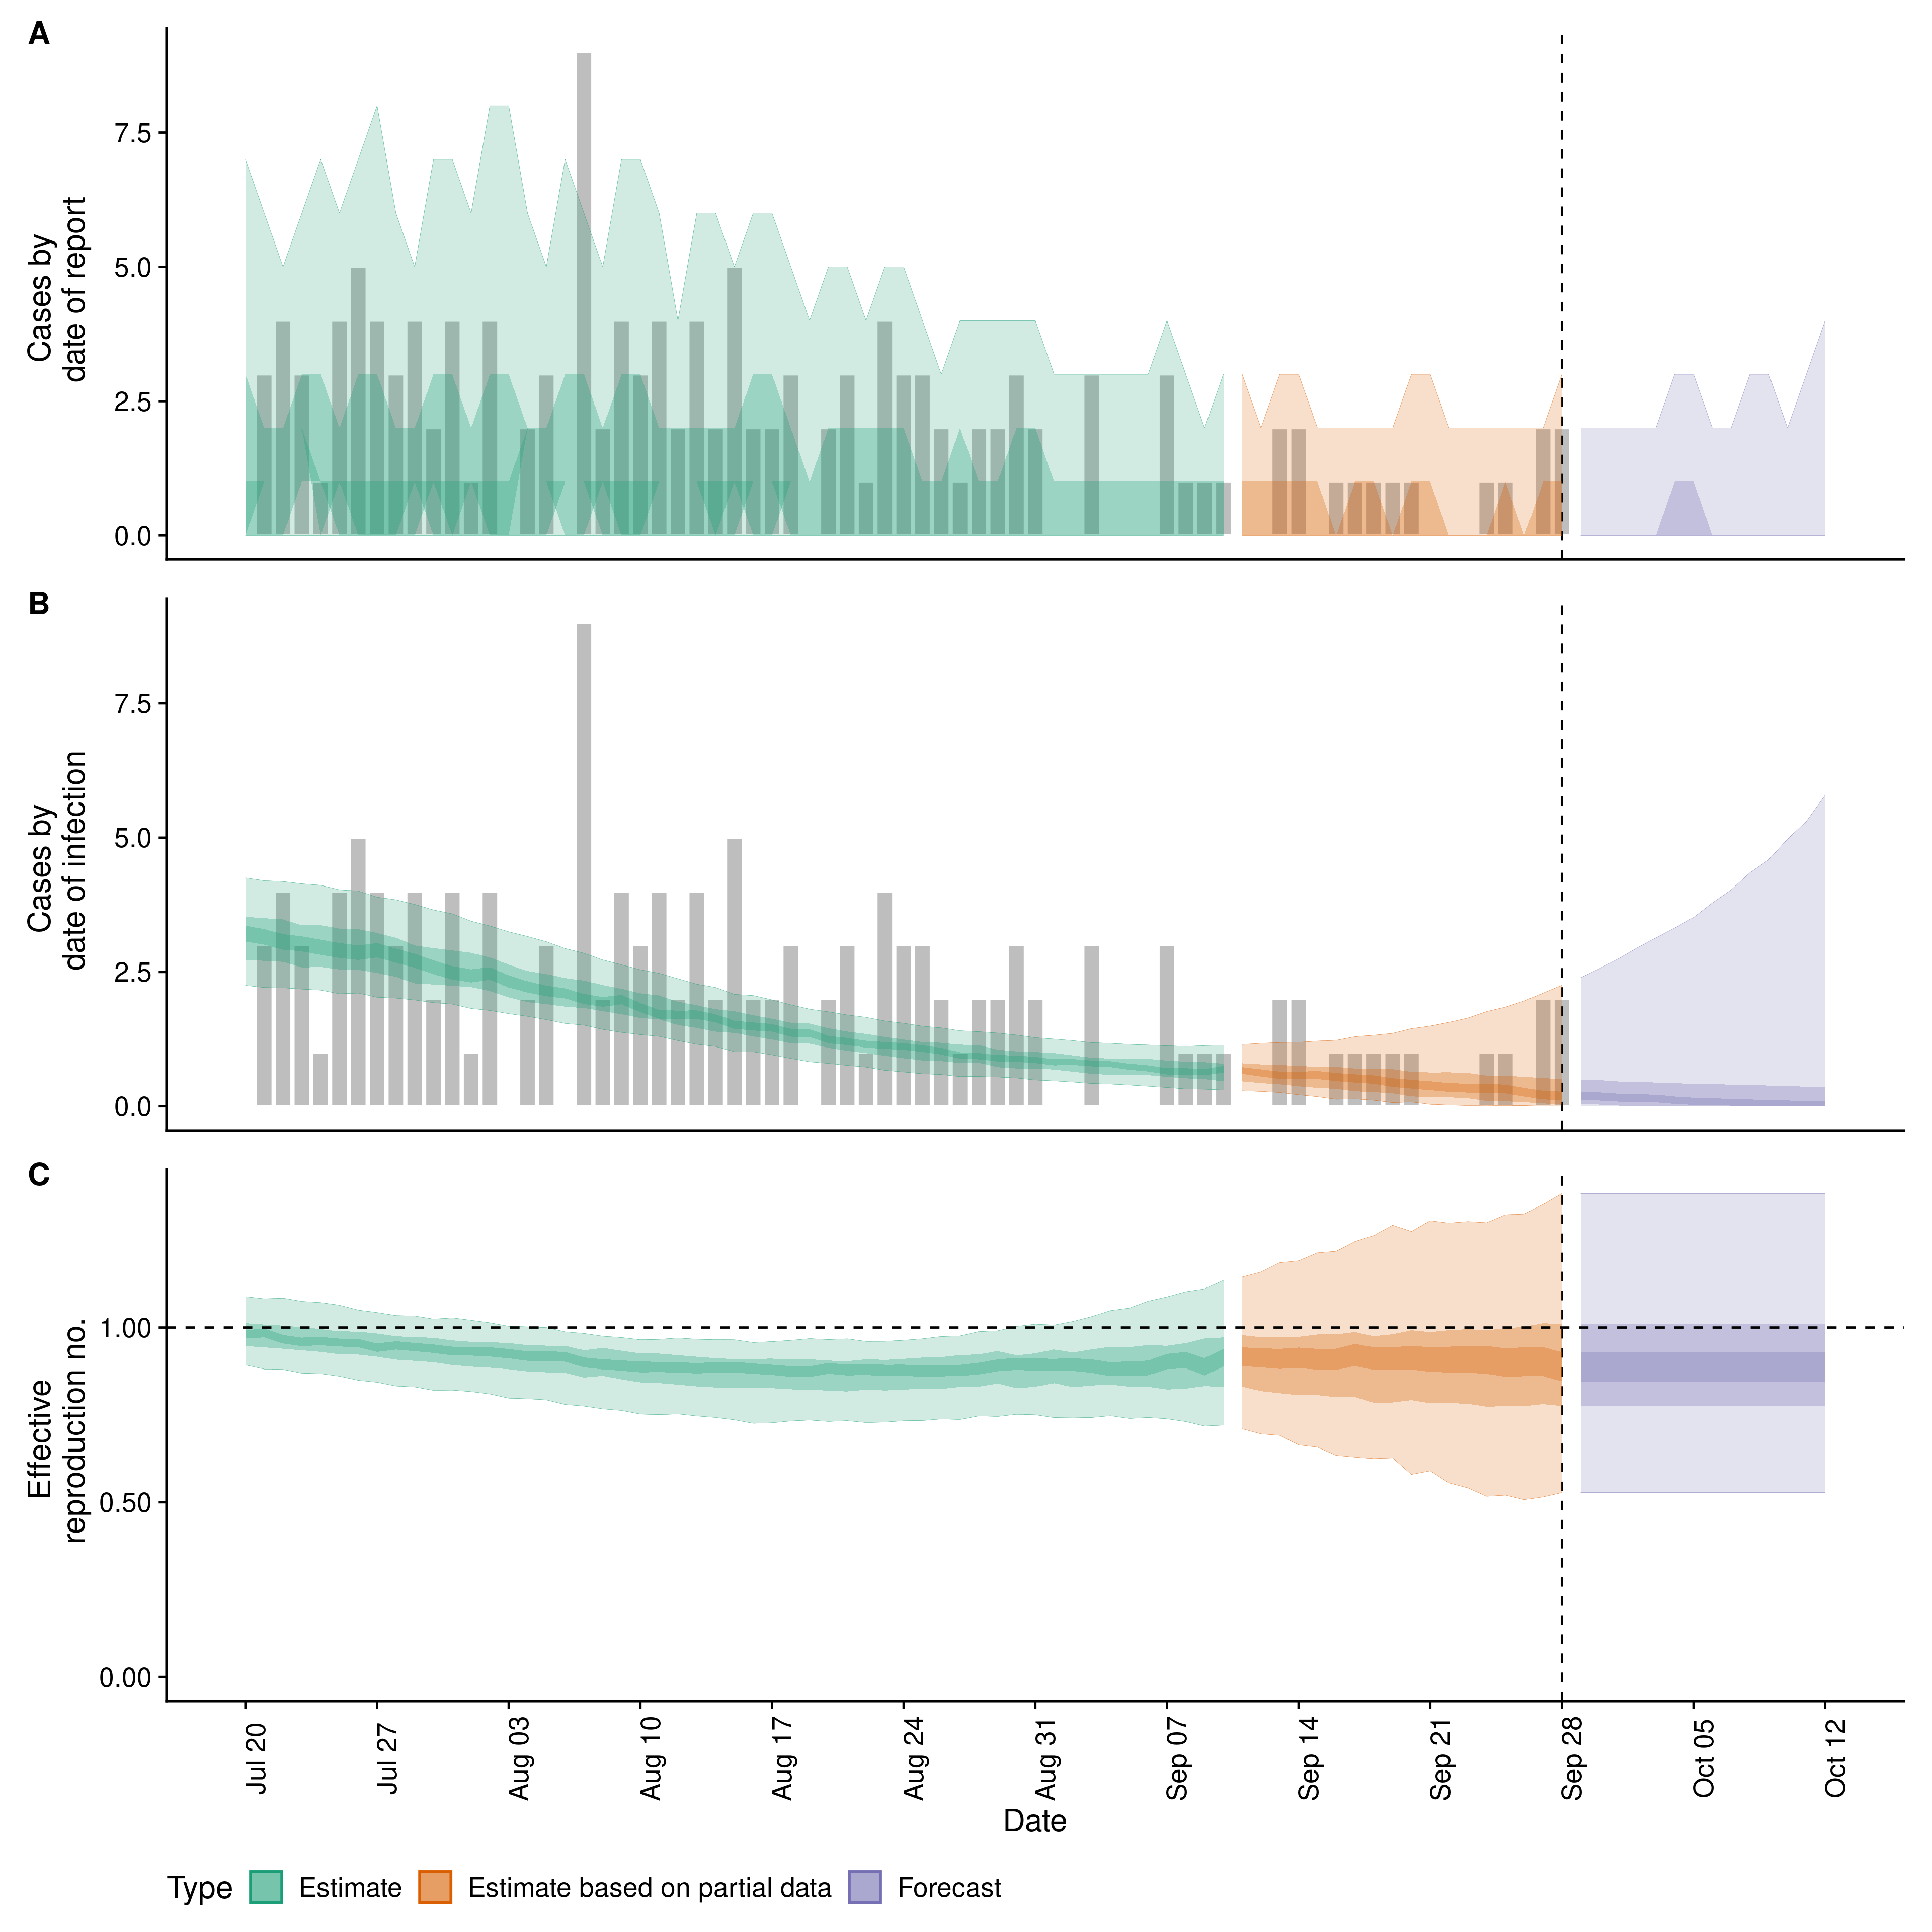 A
Cases by
date of report
7.5
5.0
2.5
0.0
B
Cases by
date of infection
7.5
5.0
2.5
0.0
C
Effective
reproduction no.
1.00
0.50
0.00
Jul 20
Jul 27
Aug 03
Aug 10
Aug 17
Aug 24
Aug 31
Sep 07
Sep 14
Sep 21
Sep 28
Oct 05
Oct 12
Date
Type Estimate Estimate based on partial data Forecast